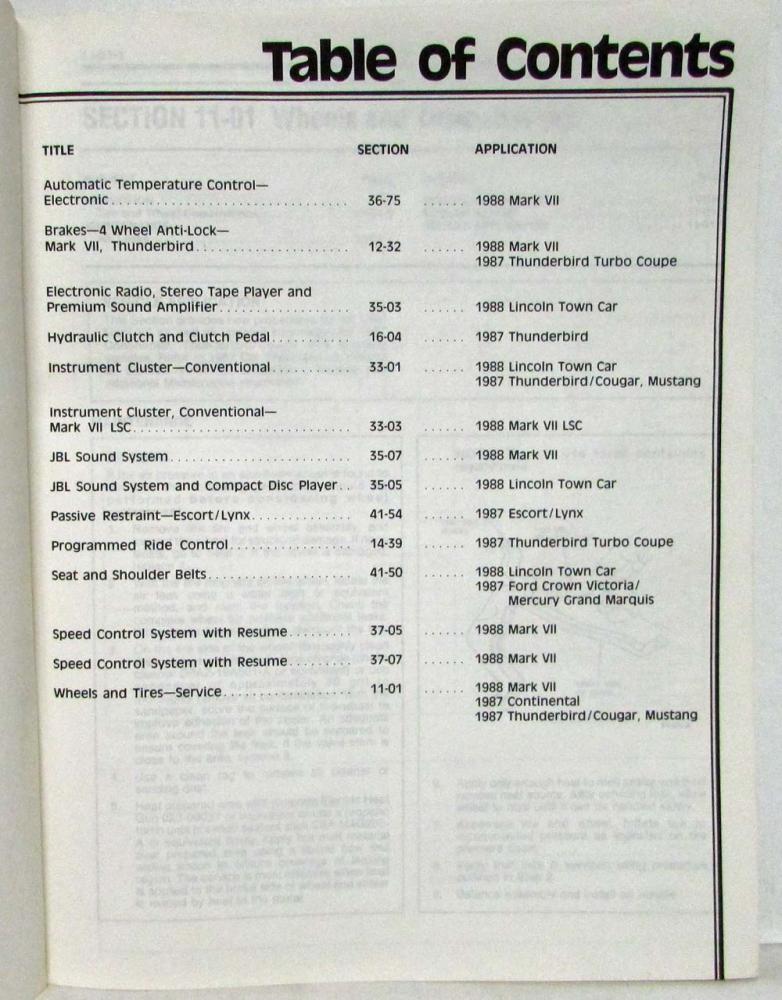 Table of Contents
TITLE SECTION APPLICATION
Automatic Temperature Control—
Electronic . . . . . . . . . . . . . . . . . . . . . . . . . . . . . . 36-75 . . . . . . 1988 Mark VII
Brakes—4 Wheel Anti-Lock—
Mark VII, Thunderbird . . . . . . . . . . . . . . . . . . . 12-32 . . . . . . 1988 Mark VII
1987 Thunderbird Turbo Coupe
Electronic Radio, Stereo Tape Player and
Premium Sound Amplifier . . . . . . . . . . . . . . . . 35-03 . . . . . . 1988 Lincoln Town Car
Hydraulic Clutch and Clutch Pedal . . . . . . . . . . 16-04 . . . . . . 1987 Thunderbird
Instrument Cluster—Conventional . . . . . . . . . . 33-01 . . . . . . 1988 Lincoln Town Car
1987 Thunderbird/Cougar, Mustang
Instrument Cluster, Conventional—
Mark VII LSC . . . . . . . . . . . . . . . . . . . . . . . . . . . 33-03 . . . . . . 1988 Mark VII LSC
JBL Sound System . . . . . . . . . . . . . . . . . . . . . . . 35-07 . . . . . . 1988 Mark VII
JBL Sound System and Compact Disc Player . . 35-05 . . . . . . 1988 Lincoln Town Car
Passive Restraint—Escort/Lynx . . . . . . . . . . . . . 41-54 . . . . . . 1987 Escort/Lynx
Programmed Ride Control . . . . . . . . . . . . . . . . 14-39 . . . . . . 1987 Thunderbird Turbo Coupe
Seat and Shoulder Belts . . . . . . . . . . . . . . . . . . 41-50 . . . . . . 1988 Lincoln Town Car
1987 Ford Crown Victoria/
Mercury Grand Marquis
Speed Control System with Resume . . . . . . . . 37-05 . . . . . . 1988 Mark VII
Speed Control System with Resume . . . . . . . . 37-07 . . . . . . 1988 Mark VII
Wheels and Tires—Service . . . . . . . . . . . . . . . . 11-01 . . . . . . 1988 Mark VII
1987 Continental
1987 Thunderbird/Cougar, Mustang